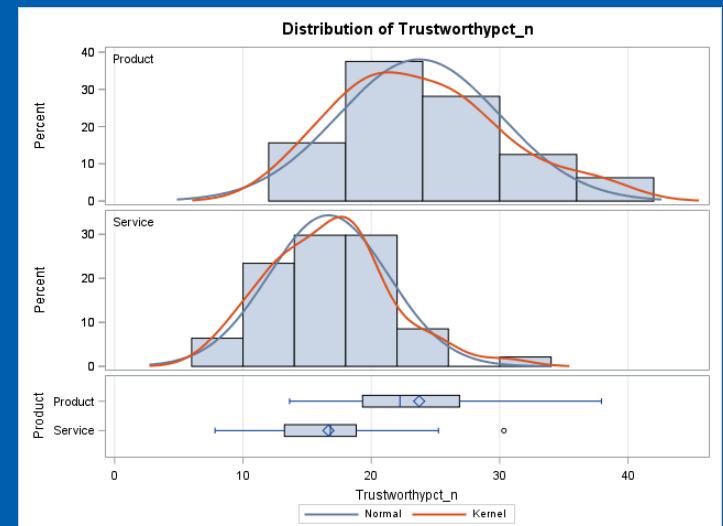 Distribution of Trustworthypct_n
Product
Percent
40
30
20
10
0
Service
Percent
30
20
10
0
Product
Product
Service
0 10 20 30 40
Trustworthypct_n
Normal Kernel